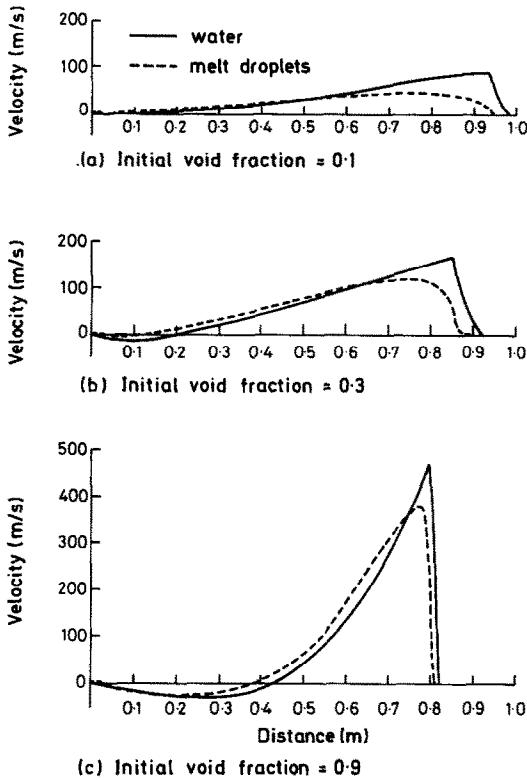 Velocity (m/s)
200
100
0
water
melt droplets
0·1 0·2 0·3 0·4 0·5 0·6 0·7 0·8 0·9 1·0
.(a) Initial void fraction = 0·1
Velocity (m/s)
200
100
0
0·1 0·2 0·3 0·4 0·5 0·6 0·7 0·8 0·9 1·0
(b) Initial void fraction = 0·3
Velocity (m/s)
500
400
300
200
100
0
0·1 0·2 0·3 0·4 0·5 0·6 0·7 0·8 0·9 1·0
Distance (m)
(c) Initial void fraction = 0·9